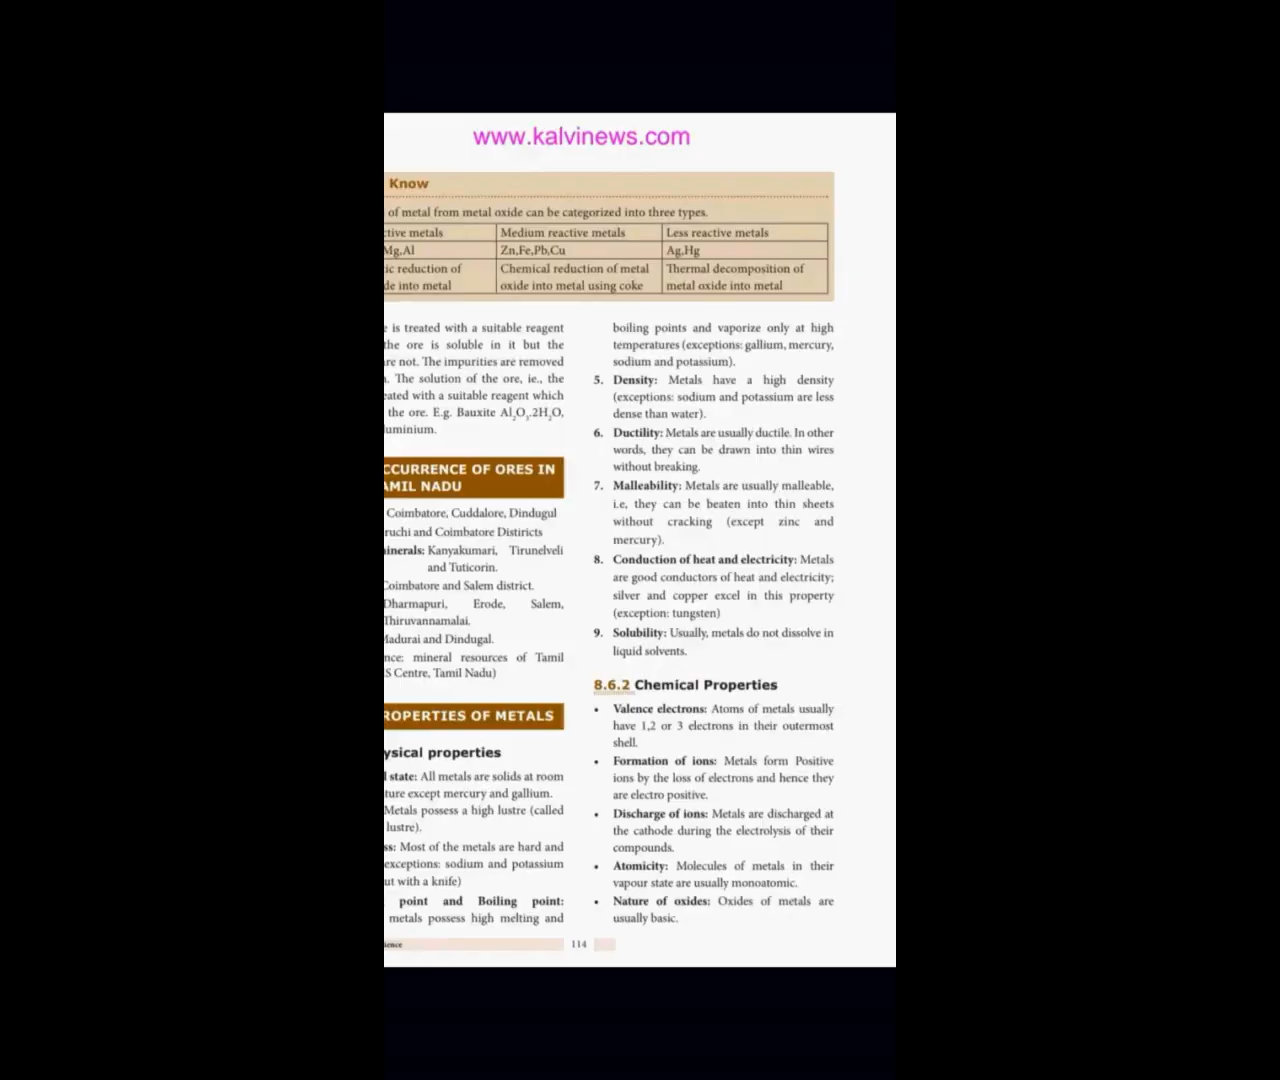 www.kalvinews.com
Know
of metal from metal oxide can be categorized into three types.
ctive metals Medium reactive metals Less reactive metals
Mg,Al Zn,Fe,Pb,Cu Ag,Hg
ic reduction of Chemical reduction of metal Thermal decomposition of
de into metal oxide into metal using coke metal oxide into metal
e is treated with a suitable reagent
the ore is soluble in it but the
re not. The impurities are removed
. The solution of the ore, ie., the
eated with a suitable reagent which
the ore. E.g. Bauxite Al₂O₃.2H₂O,
luminium.
CCURRENCE OF ORES IN
AMIL NADU
Coimbatore, Cuddalore, Dindugul
ruchi and Coimbatore Distiricts
inerals: Kanyakumari, Tirunelveli
and Tuticorin.
Coimbatore and Salem district.
Dharmapuri, Erode, Salem,
Thiruvannamalai.
Madurai and Dindugal.
nce: mineral resources of Tamil
S Centre, Tamil Nadu)
ROPERTIES OF METALS
ysical properties
l state: All metals are solids at room
ture except mercury and gallium.
Metals possess a high lustre (called
lustre).
ss: Most of the metals are hard and
exceptions: sodium and potassium
ut with a knife)
point and Boiling point:
metals possess high melting and
boiling points and vaporize only at high
temperatures (exceptions: gallium, mercury,
sodium and potassium).
5. Density: Metals have a high density
(exceptions: sodium and potassium are less
dense than water).
6. Ductility: Metals are usually ductile. In other
words, they can be drawn into thin wires
without breaking.
7. Malleability: Metals are usually malleable,
i.e, they can be beaten into thin sheets
without cracking (except zinc and
mercury).
8. Conduction of heat and electricity: Metals
are good conductors of heat and electricity;
silver and copper excel in this property
(exception: tungsten)
9. Solubility: Usually, metals do not dissolve in
liquid solvents.
8.6.2 Chemical Properties
• Valence electrons: Atoms of metals usually
have 1,2 or 3 electrons in their outermost
shell.
• Formation of ions: Metals form Positive
ions by the loss of electrons and hence they
are electro positive.
• Discharge of ions: Metals are discharged at
the cathode during the electrolysis of their
compounds.
• Atomicity: Molecules of metals in their
vapour state are usually monoatomic.
• Nature of oxides: Oxides of metals are
usually basic.
ience 114